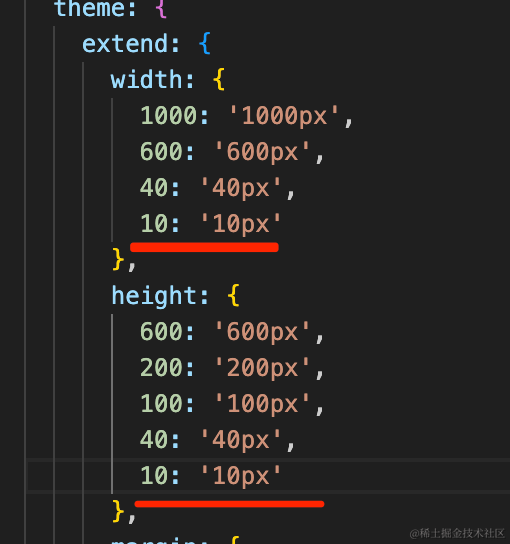 theme: {
extend: {
width: {
1000: '1000px',
600: '600px',
40: '40px',
10: '10px'
},
height: {
600: '600px',
200: '200px',
100: '100px',
40: '40px',
10: '10px'
},
margin: {
@稀土掘金技术社区